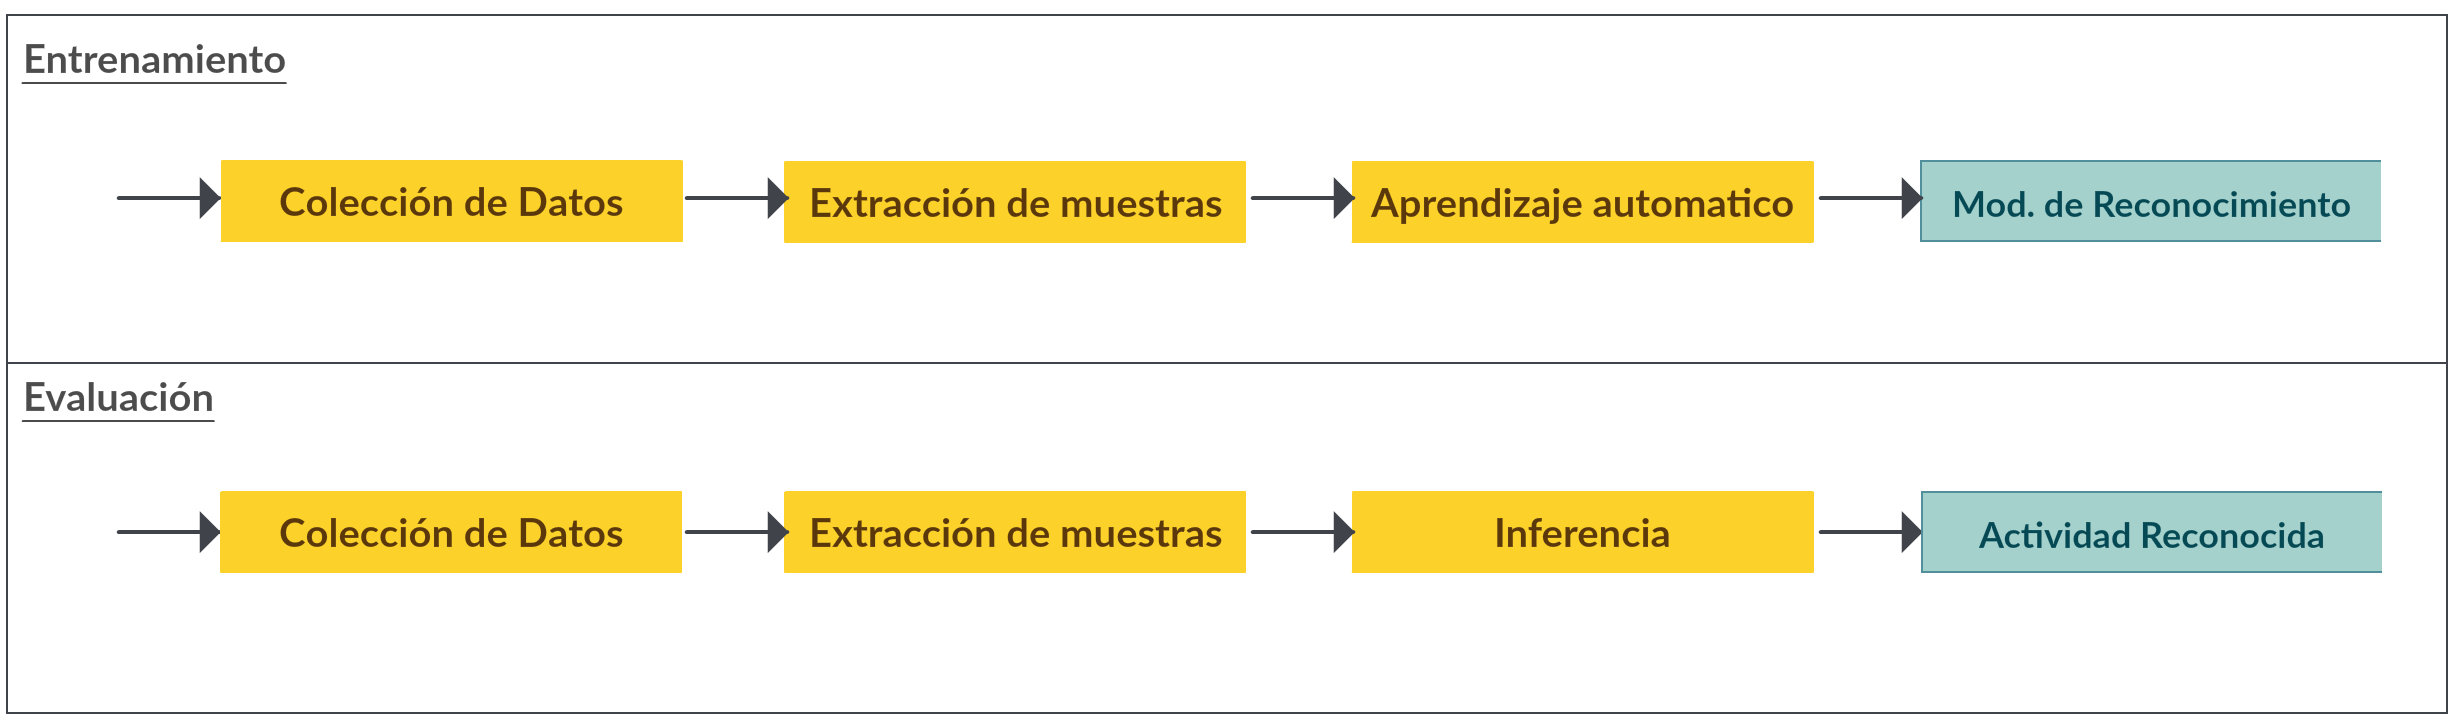 Entrenamiento
Colección de Datos
Extracción de muestras
Aprendizaje automatico
Mod. de Reconocimiento
Evaluación
Colección de Datos
Extracción de muestras
Inferencia
Actividad Reconocida